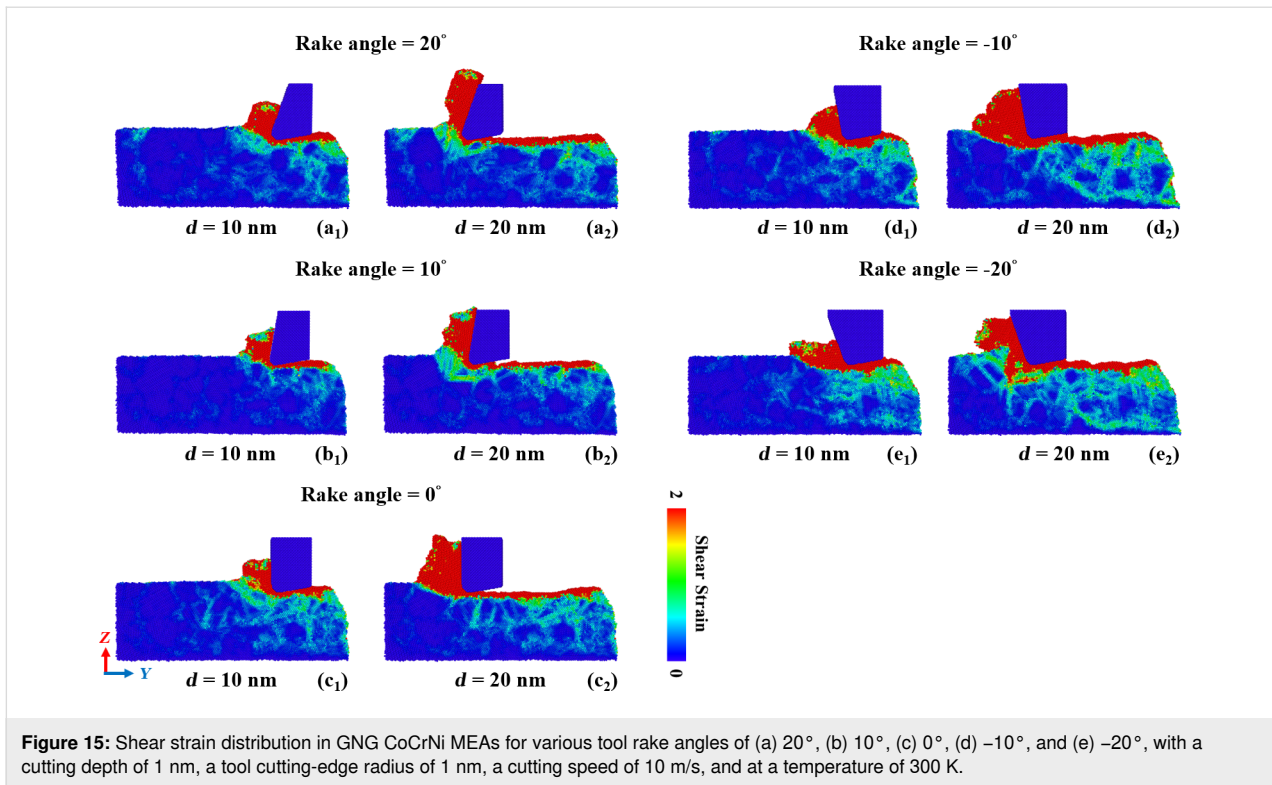 Rake angle = 20°
d = 10 nm (a1)
d = 20 nm (a2)
Rake angle = -10°
d = 10 nm (d1)
d = 20 nm (d2)
Rake angle = 10°
d = 10 nm (b1)
d = 20 nm (b2)
Rake angle = -20°
d = 10 nm (e1)
d = 20 nm (e2)
Rake angle = 0°
Z
Y
d = 10 nm (c1)
d = 20 nm (c2)
2
Shear Strain
0
Figure 15: Shear strain distribution in GNG CoCrNi MEAs for various tool rake angles of (a) 20°, (b) 10°, (c) 0°, (d) −10°, and (e) −20°, with a
cutting depth of 1 nm, a tool cutting-edge radius of 1 nm, a cutting speed of 10 m/s, and at a temperature of 300 K.